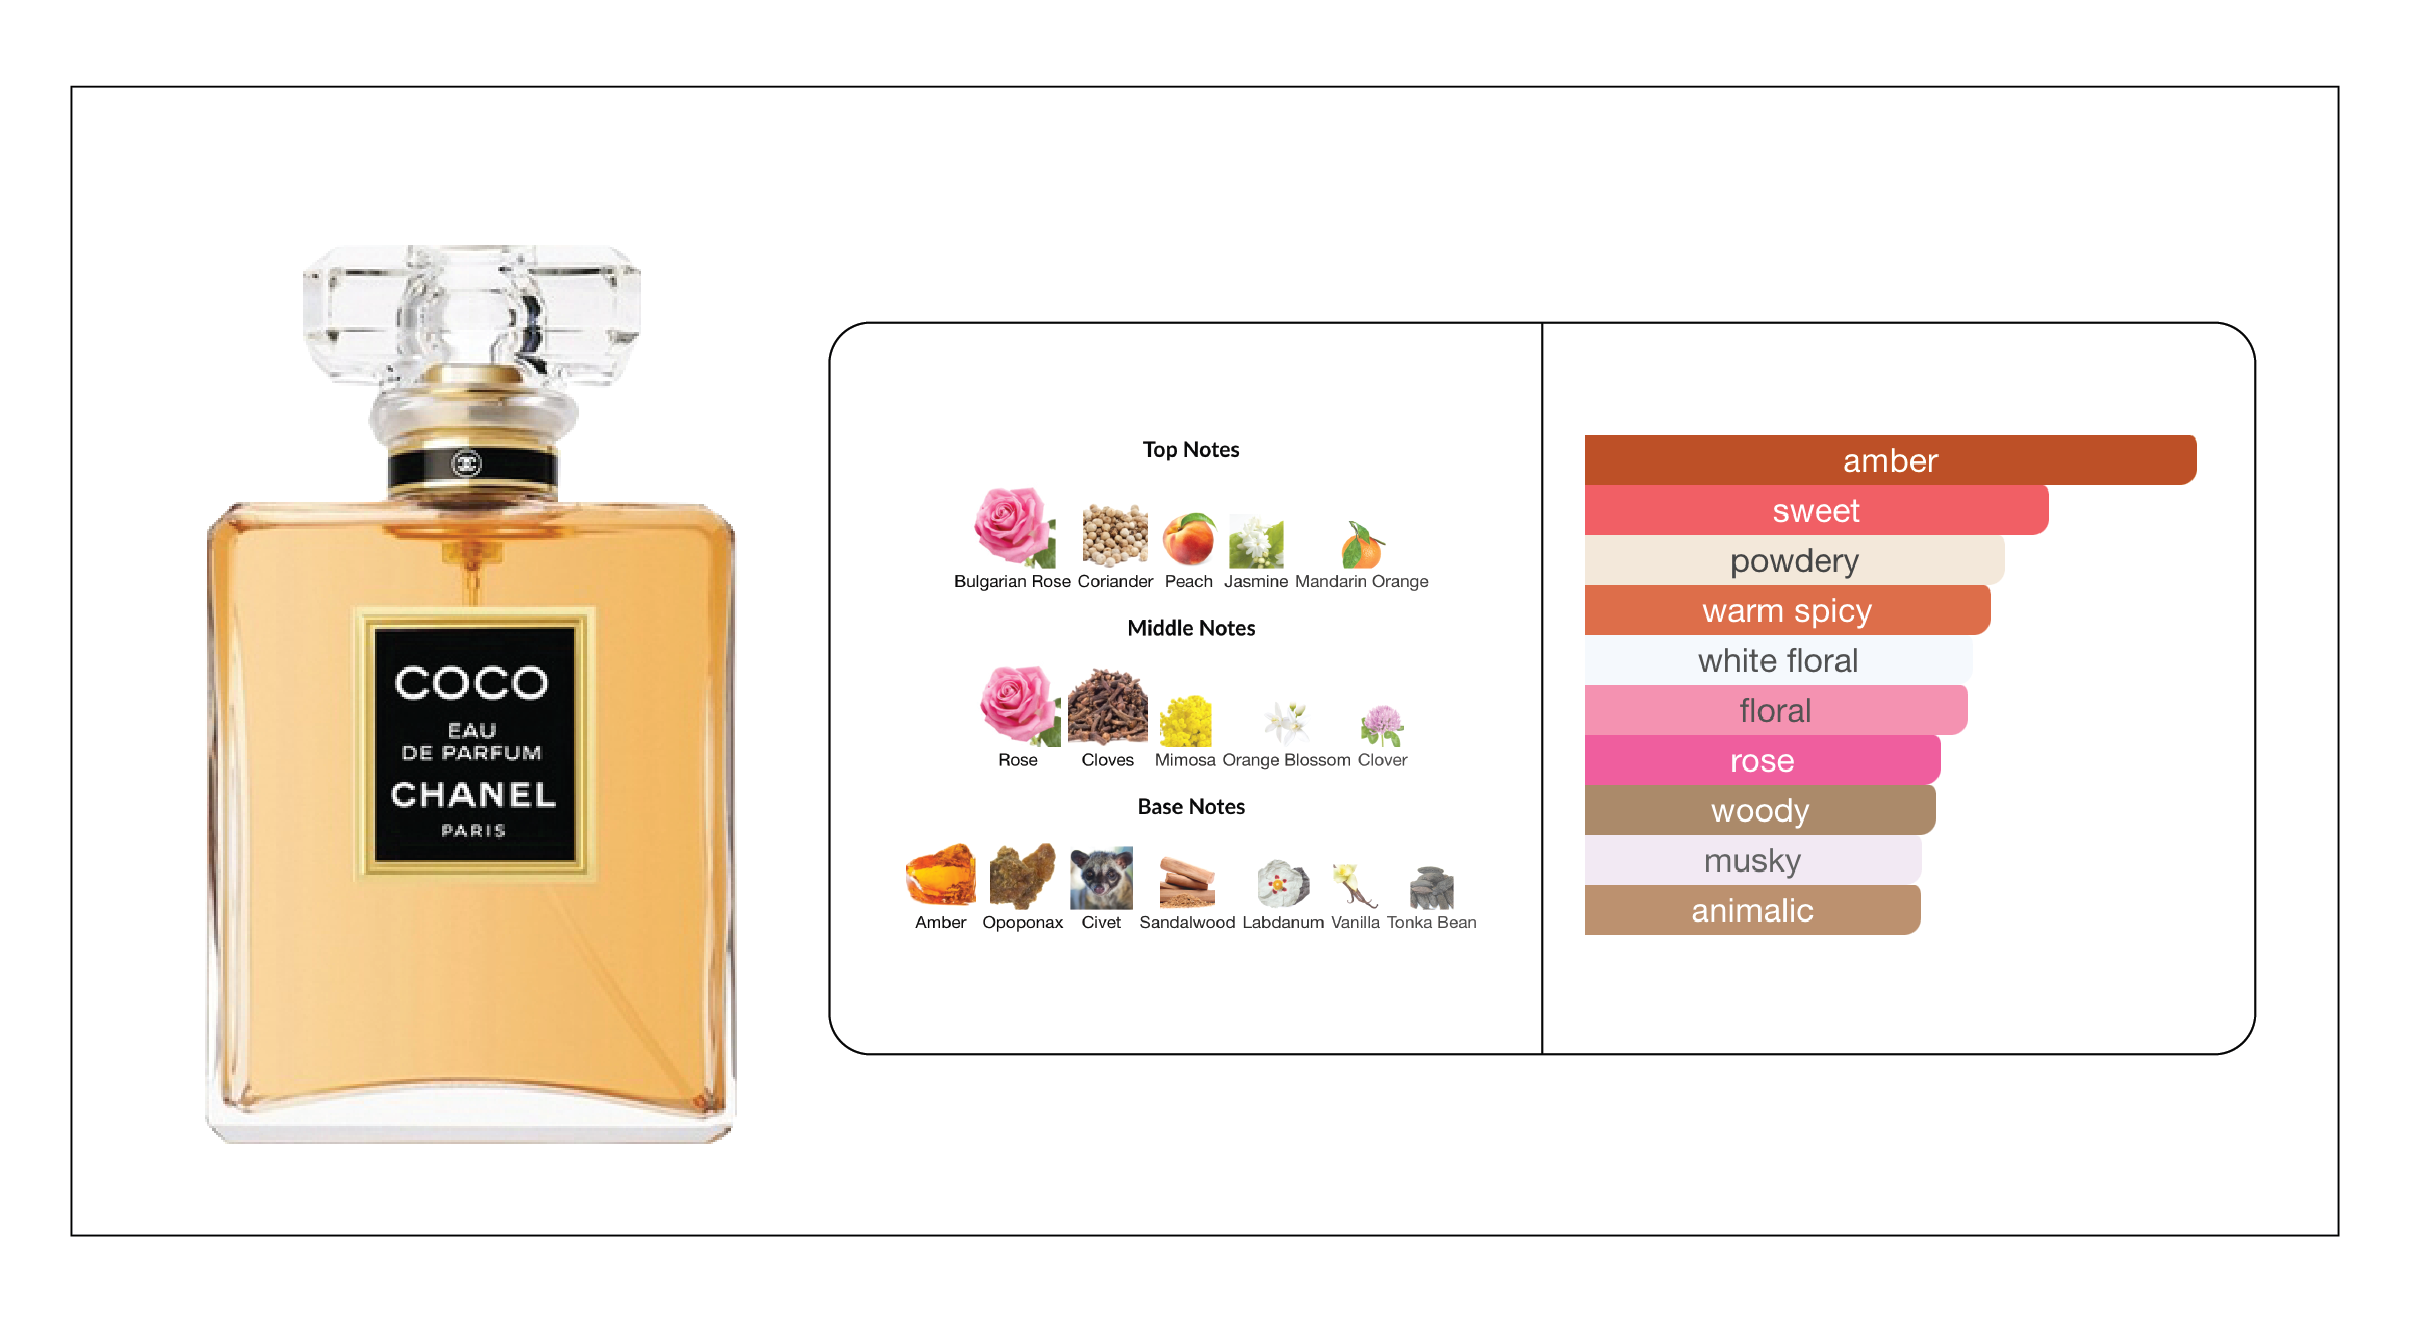 COCO
EAU
DE PARFUM
CHANEL
PARIS
Top Notes
Bulgarian Rose Coriander Peach Jasmine Mandarin Orange
Middle Notes
Rose Cloves Mimosa Orange Blossom Clover
Base Notes
Amber Opoponax Civet Sandalwood Labdanum Vanilla Tonka Bean
amber
sweet
powdery
warm spicy
white floral
floral
rose
woody
musky
animalic